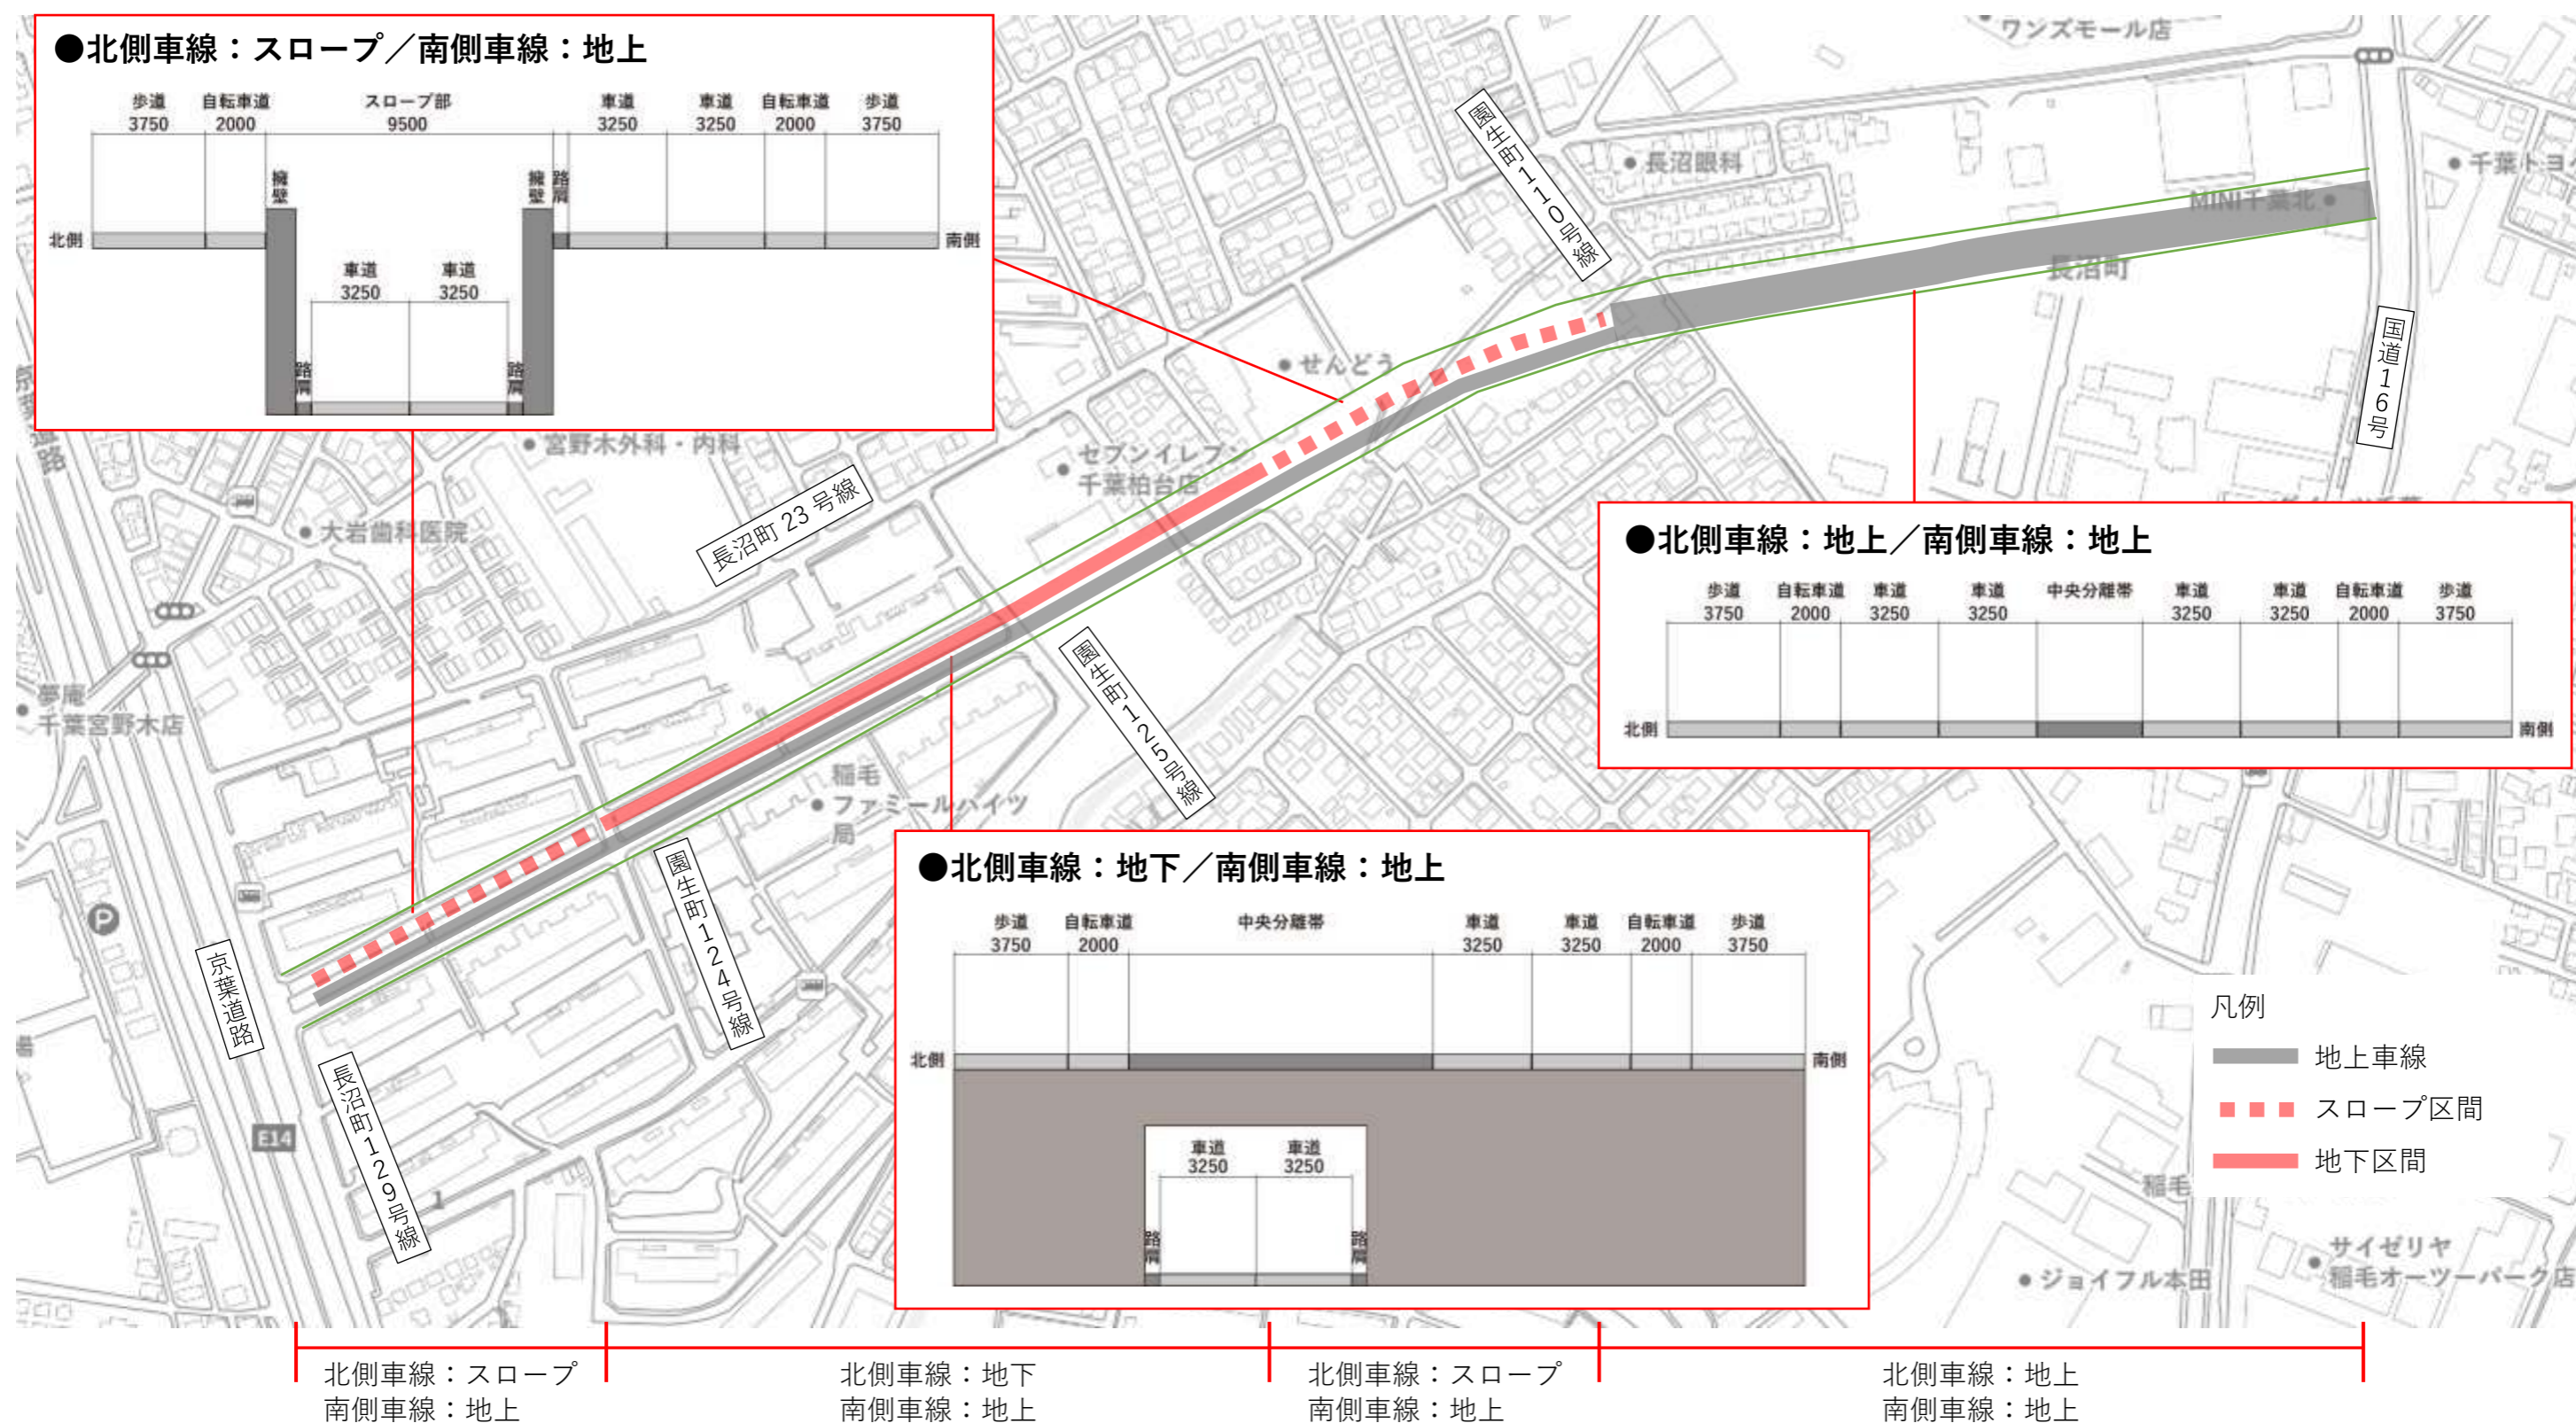 ●北側車線：スロープ／南側車線：地上
歩道 自転車道 スロープ部 車道 車道 自転車道 歩道
3750 2000 9500 3250 3250 2000 3750
擁壁 擁壁 路肩
北側 南側
車道 車道
3250 3250
路肩 路肩
ワンズモール店
園生町110号線
長沼眼科
千葉トヨ
MINI千葉北
長沼町
国道16号
せんどう
宮野木外科・内科
セブンイレブン
千葉柏台店
長沼町 23 号線
大岩歯科医院
夢庵
千葉宮野木店
園生町125号線
稲毛
ファミールハイツ
局
園生町124号線
京葉道路
長沼町129号線
P
E14
1
●北側車線：地上／南側車線：地上
歩道 自転車道 車道 車道 中央分離帯 車道 車道 自転車道 歩道
3750 2000 3250 3250 3250 3250 2000 3750
北側 南側
●北側車線：地下／南側車線：地上
歩道 自転車道 中央分離帯 車道 車道 自転車道 歩道
3750 2000 3250 3250 2000 3750
北側 南側
車道 車道
3250 3250
路肩 路肩
凡例
地上車線
スロープ区間
地下区間
稲毛
サイゼリヤ
稲毛オーツーパーク店
ジョイフル本田
北側車線：スロープ 北側車線：地下 北側車線：スロープ 北側車線：地上
南側車線：地上 南側車線：地上 南側車線：地上 南側車線：地上